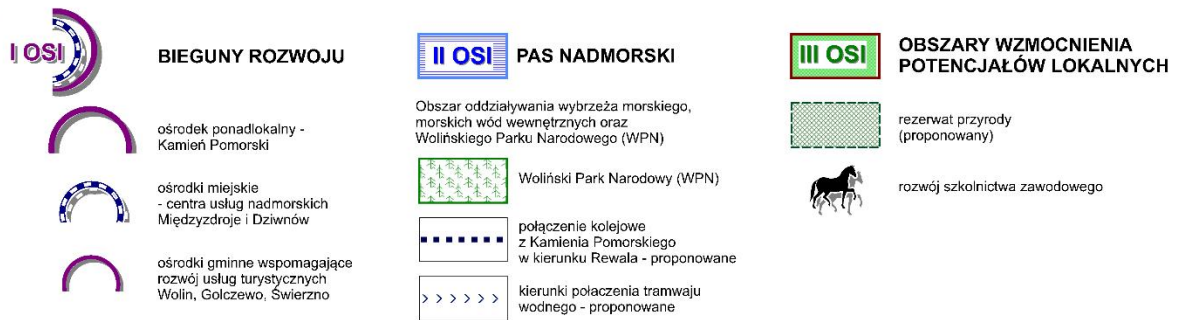 I OSI
BIEGUNY ROZWOJU
ośrodek ponadlokalny -
Kamień Pomorski
ośrodki miejskie
- centra usług nadmorskich
Międzyzdroje i Dziwnów
ośrodki gminne wspomagające
rozwój usług turystycznych
Wolin, Golczewo, Świerzno
II OSI
PAS NADMORSKI
Obszar oddziaływania wybrzeża morskiego,
morskich wód wewnętrznych oraz
Wolińskiego Parku Narodowego (WPN)
Woliński Park Narodowy (WPN)
połączenie kolejowe
z Kamienia Pomorskiego
w kierunku Rewala - proponowane
kierunki połaczenia tramwaju
wodnego - proponowane
III OSI
OBSZARY WZMOCNIENIA
POTENCJAŁÓW LOKALNYCH
rezerwat przyrody
(proponowany)
rozwój szkolnictwa zawodowego